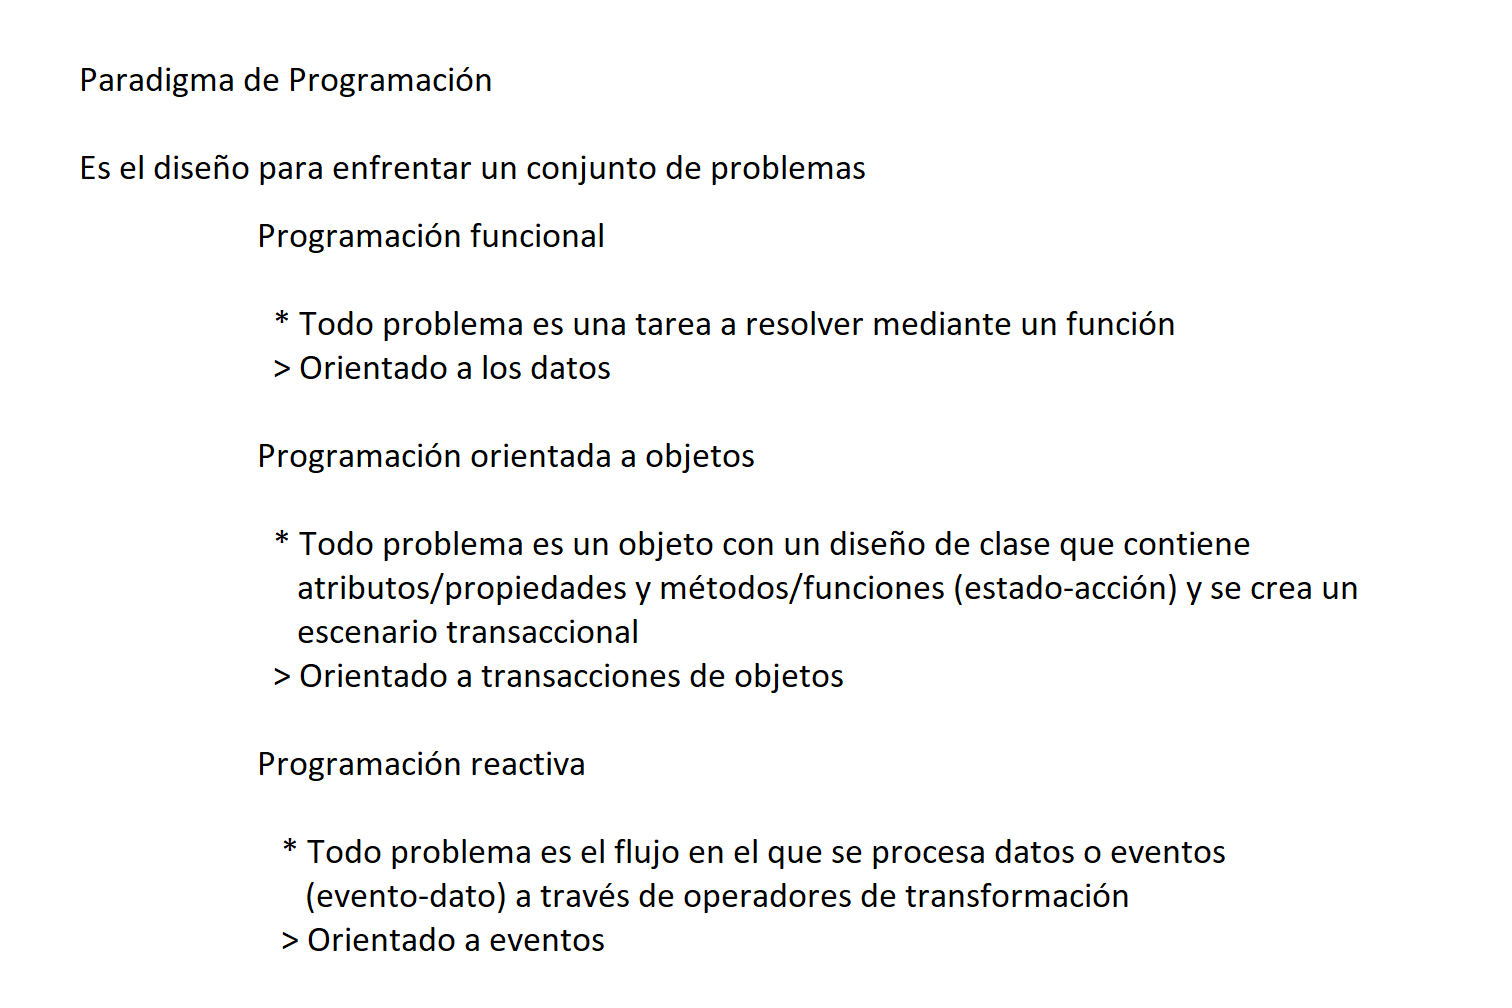 Paradigma de Programación
Es el diseño para enfrentar un conjunto de problemas
Programación funcional
* Todo problema es una tarea a resolver mediante un función
> Orientado a los datos
Programación orientada a objetos
* Todo problema es un objeto con un diseño de clase que contiene
atributos/propiedades y métodos/funciones (estado-acción) y se crea un
escenario transaccional
> Orientado a transacciones de objetos
Programación reactiva
* Todo problema es el flujo en el que se procesa datos o eventos
(evento-dato) a través de operadores de transformación
> Orientado a eventos